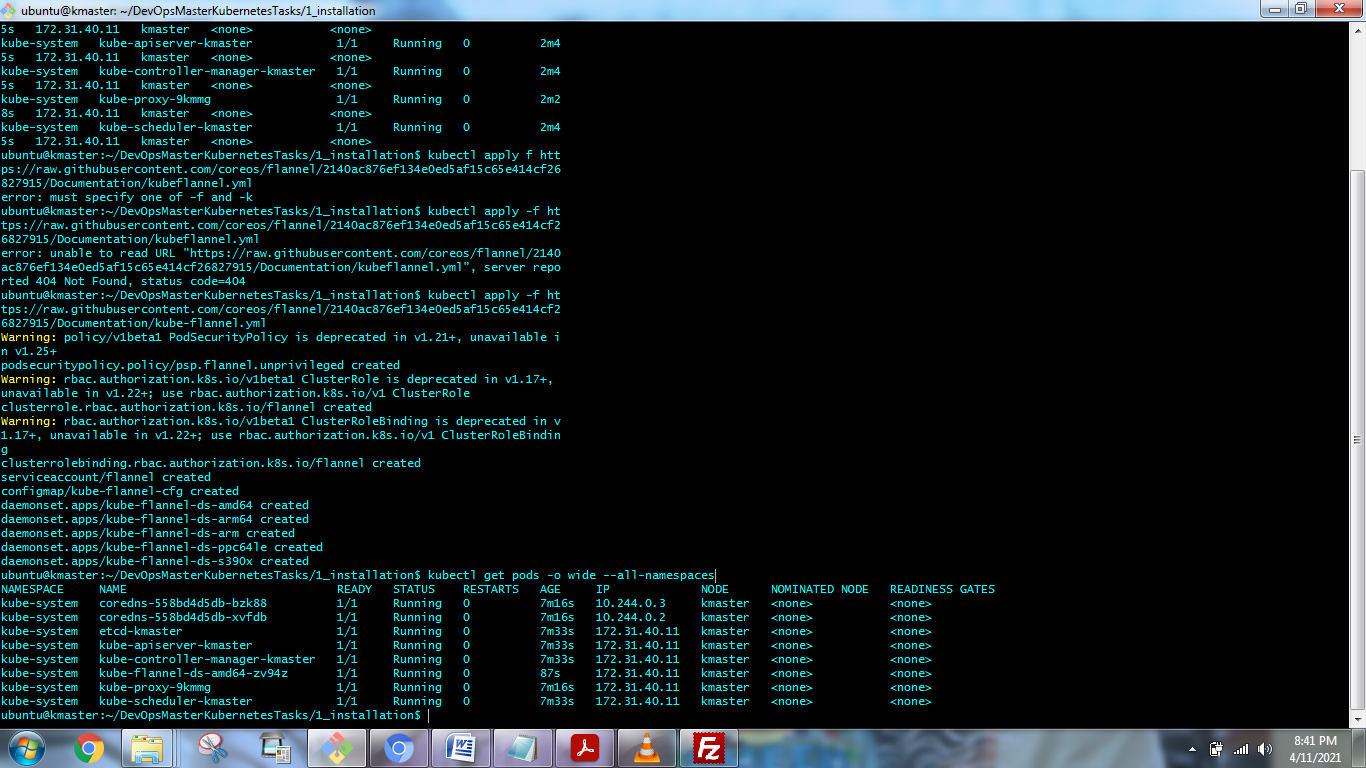 ubuntu@kmaster: ~/DevOpsMasterKubernetesTasks/1_installation
5s   172.31.40.11   kmaster   <none>           <none>
kube-system   kube-apiserver-kmaster            1/1     Running   0          2m4
5s   172.31.40.11   kmaster   <none>           <none>
kube-system   kube-controller-manager-kmaster   1/1     Running   0          2m4
5s   172.31.40.11   kmaster   <none>           <none>
kube-system   kube-proxy-9kmmg                  1/1     Running   0          2m2
8s   172.31.40.11   kmaster   <none>           <none>
kube-system   kube-scheduler-kmaster            1/1     Running   0          2m4
5s   172.31.40.11   kmaster   <none>           <none>
ubuntu@kmaster:~/DevOpsMasterKubernetesTasks/1_installation$ kubectl apply f htt
ps://raw.githubusercontent.com/coreos/flannel/2140ac876ef134e0ed5af15c65e414cf26
827915/Documentation/kubeflannel.yml
error: must specify one of -f and -k
ubuntu@kmaster:~/DevOpsMasterKubernetesTasks/1_installation$ kubectl apply -f ht
tps://raw.githubusercontent.com/coreos/flannel/2140ac876ef134e0ed5af15c65e414cf2
6827915/Documentation/kubeflannel.yml
error: unable to read URL "https://raw.githubusercontent.com/coreos/flannel/2140
ac876ef134e0ed5af15c65e414cf26827915/Documentation/kubeflannel.yml", server repo
rted 404 Not Found, status code=404
ubuntu@kmaster:~/DevOpsMasterKubernetesTasks/1_installation$ kubectl apply -f ht
tps://raw.githubusercontent.com/coreos/flannel/2140ac876ef134e0ed5af15c65e414cf2
6827915/Documentation/kube-flannel.yml
Warning: policy/v1beta1 PodSecurityPolicy is deprecated in v1.21+, unavailable i
n v1.25+
podsecuritypolicy.policy/psp.flannel.unprivileged created
Warning: rbac.authorization.k8s.io/v1beta1 ClusterRole is deprecated in v1.17+,
unavailable in v1.22+; use rbac.authorization.k8s.io/v1 ClusterRole
clusterrole.rbac.authorization.k8s.io/flannel created
Warning: rbac.authorization.k8s.io/v1beta1 ClusterRoleBinding is deprecated in v
1.17+, unavailable in v1.22+; use rbac.authorization.k8s.io/v1 ClusterRoleBindin
g
clusterrolebinding.rbac.authorization.k8s.io/flannel created
serviceaccount/flannel created
configmap/kube-flannel-cfg created
daemonset.apps/kube-flannel-ds-amd64 created
daemonset.apps/kube-flannel-ds-arm64 created
daemonset.apps/kube-flannel-ds-arm created
daemonset.apps/kube-flannel-ds-ppc64le created
daemonset.apps/kube-flannel-ds-s390x created
ubuntu@kmaster:~/DevOpsMasterKubernetesTasks/1_installation$ kubectl get pods -o wide --all-namespaces
NAMESPACE     NAME                              READY   STATUS    RESTARTS   AGE     IP             NODE      NOMINATED NODE   READINESS GATES
kube-system   coredns-558bd4d5db-bzk88          1/1     Running   0          7m16s   10.244.0.3     kmaster   <none>           <none>
kube-system   coredns-558bd4d5db-xvfdb          1/1     Running   0          7m16s   10.244.0.2     kmaster   <none>           <none>
kube-system   etcd-kmaster                      1/1     Running   0          7m33s   172.31.40.11   kmaster   <none>           <none>
kube-system   kube-apiserver-kmaster            1/1     Running   0          7m33s   172.31.40.11   kmaster   <none>           <none>
kube-system   kube-controller-manager-kmaster   1/1     Running   0          7m33s   172.31.40.11   kmaster   <none>           <none>
kube-system   kube-flannel-ds-amd64-zv94z       1/1     Running   0          87s     172.31.40.11   kmaster   <none>           <none>
kube-system   kube-proxy-9kmmg                  1/1     Running   0          7m16s   172.31.40.11   kmaster   <none>           <none>
kube-system   kube-scheduler-kmaster            1/1     Running   0          7m33s   172.31.40.11   kmaster   <none>           <none>
ubuntu@kmaster:~/DevOpsMasterKubernetesTasks/1_installation$
8:41 PM
4/11/2021